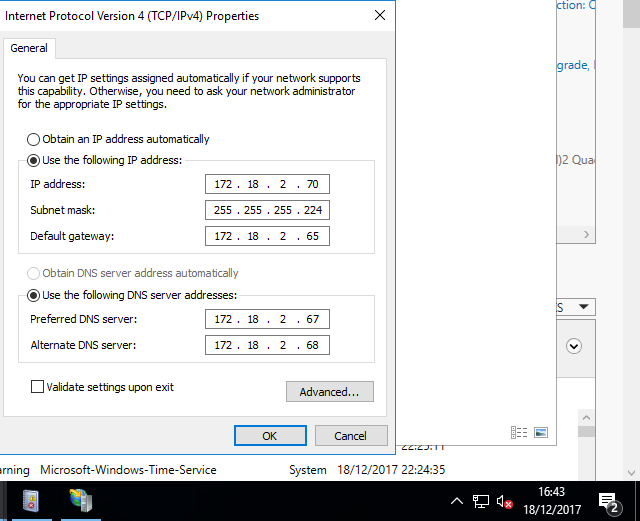 Internet Protocol Version 4 (TCP/IPv4) Properties
General
You can get IP settings assigned automatically if your network supports
this capability. Otherwise, you need to ask your network administrator
for the appropriate IP settings.
Obtain an IP address automatically
Use the following IP address:
IP address: 172 . 18 . 2 . 70
Subnet mask: 255 . 255 . 255 . 224
Default gateway: 172 . 18 . 2 . 65
Obtain DNS server address automatically
Use the following DNS server addresses:
Preferred DNS server: 172 . 18 . 2 . 67
Alternate DNS server: 172 . 18 . 2 . 68
Validate settings upon exit
Advanced...
OK Cancel
ction: C
grade, 
)2 Quad
S
arning Microsoft-Windows-Time-Service System 18/12/2017 22:24:35
16:43
18/12/2017
2